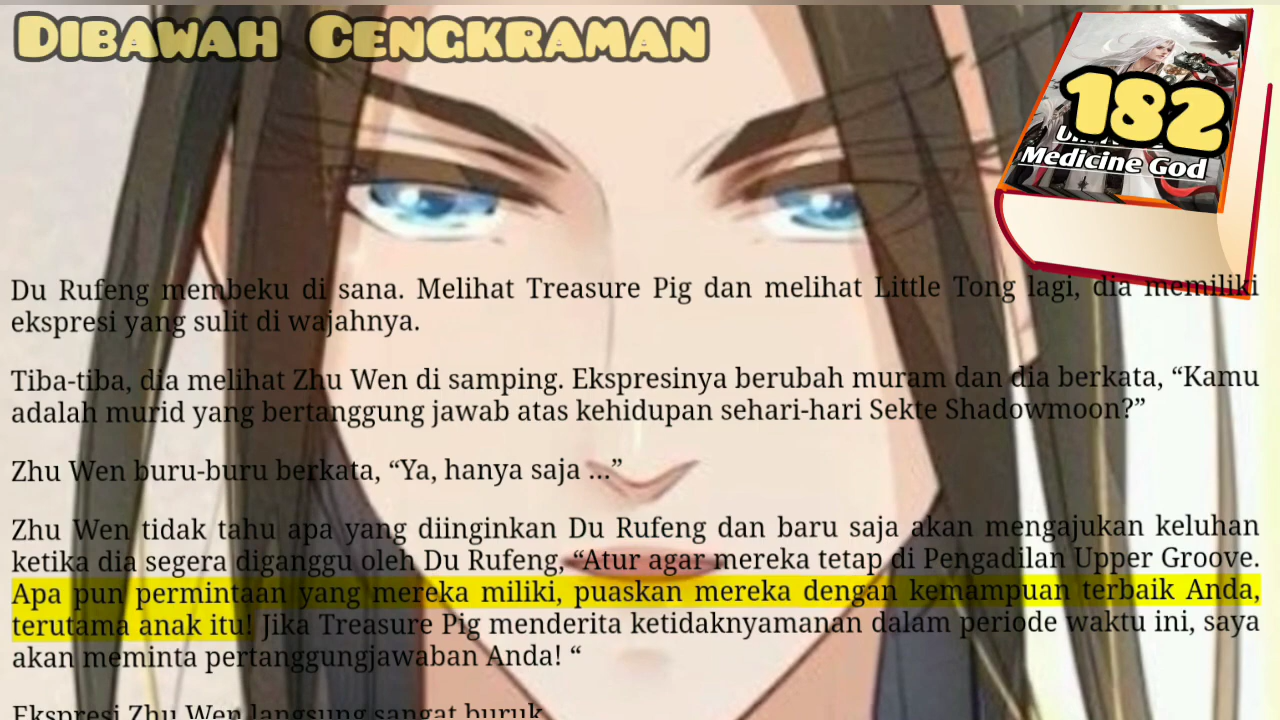 DIBAWAH CENGKRAMAN
182
Medicine God
Du Rufeng membeku di sana. Melihat Treasure Pig dan melihat Little Tong lagi, dia memiliki
ekspresi yang sulit di wajahnya.
Tiba-tiba, dia melihat Zhu Wen di samping. Ekspresinya berubah muram dan dia berkata, “Kamu
adalah murid yang bertanggung jawab atas kehidupan sehari-hari Sekte Shadowmoon?”
Zhu Wen buru-buru berkata, “Ya, hanya saja ...”
Zhu Wen tidak tahu apa yang diinginkan Du Rufeng dan baru saja akan mengajukan keluhan
ketika dia segera diganggu oleh Du Rufeng, “Atur agar mereka tetap di Pengadilan Upper Groove.
Apa pun permintaan yang mereka miliki, puaskan mereka dengan kemampuan terbaik Anda,
terutama anak itu! Jika Treasure Pig menderita ketidaknyamanan dalam periode waktu ini, saya
akan meminta pertanggungjawaban Anda! “
Ekspresi Zhu Wen langsung sangat buruk